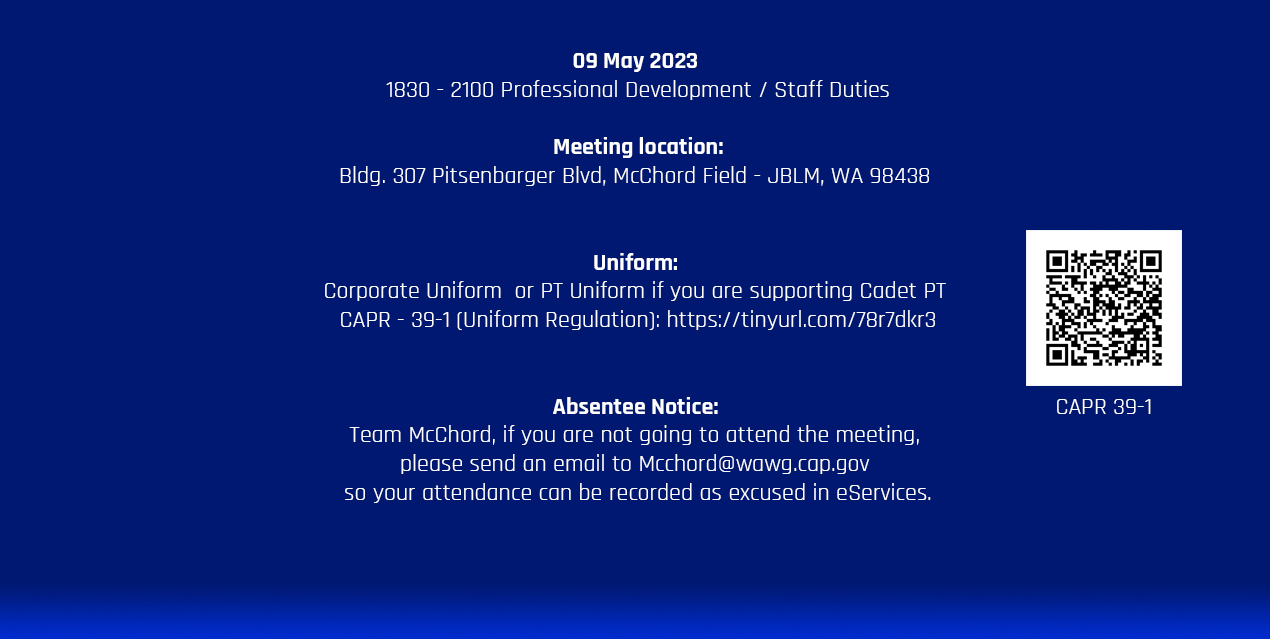 09 May 2023
1830 - 2100 Professional Development / Staff Duties
Meeting location:
Bldg. 307 Pitsenbarger Blvd, McChord Field - JBLM, WA 98438
Uniform:
Corporate Uniform  or PT Uniform if you are supporting Cadet PT
CAPR - 39-1 (Uniform Regulation): https://tinyurl.com/78r7dkr3
CAPR 39-1
Absentee Notice:
Team McChord, if you are not going to attend the meeting,
please send an email to Mcchord@wawg.cap.gov
so your attendance can be recorded as excused in eServices.